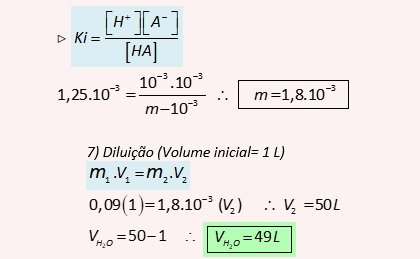 ▷ Ki = [H⁺][A⁻] / [HA]
1,25.10⁻³ = 10⁻³.10⁻³ / m−10⁻³ ∴ m=1,8.10⁻³
7) Diluição (Volume inicial= 1 L)
m₁.V₁=m₂.V₂
0,09(1)=1,8.10⁻³ (V₂) ∴ V₂ =50L
V_H₂O =50−1 ∴ V_H₂O =49L